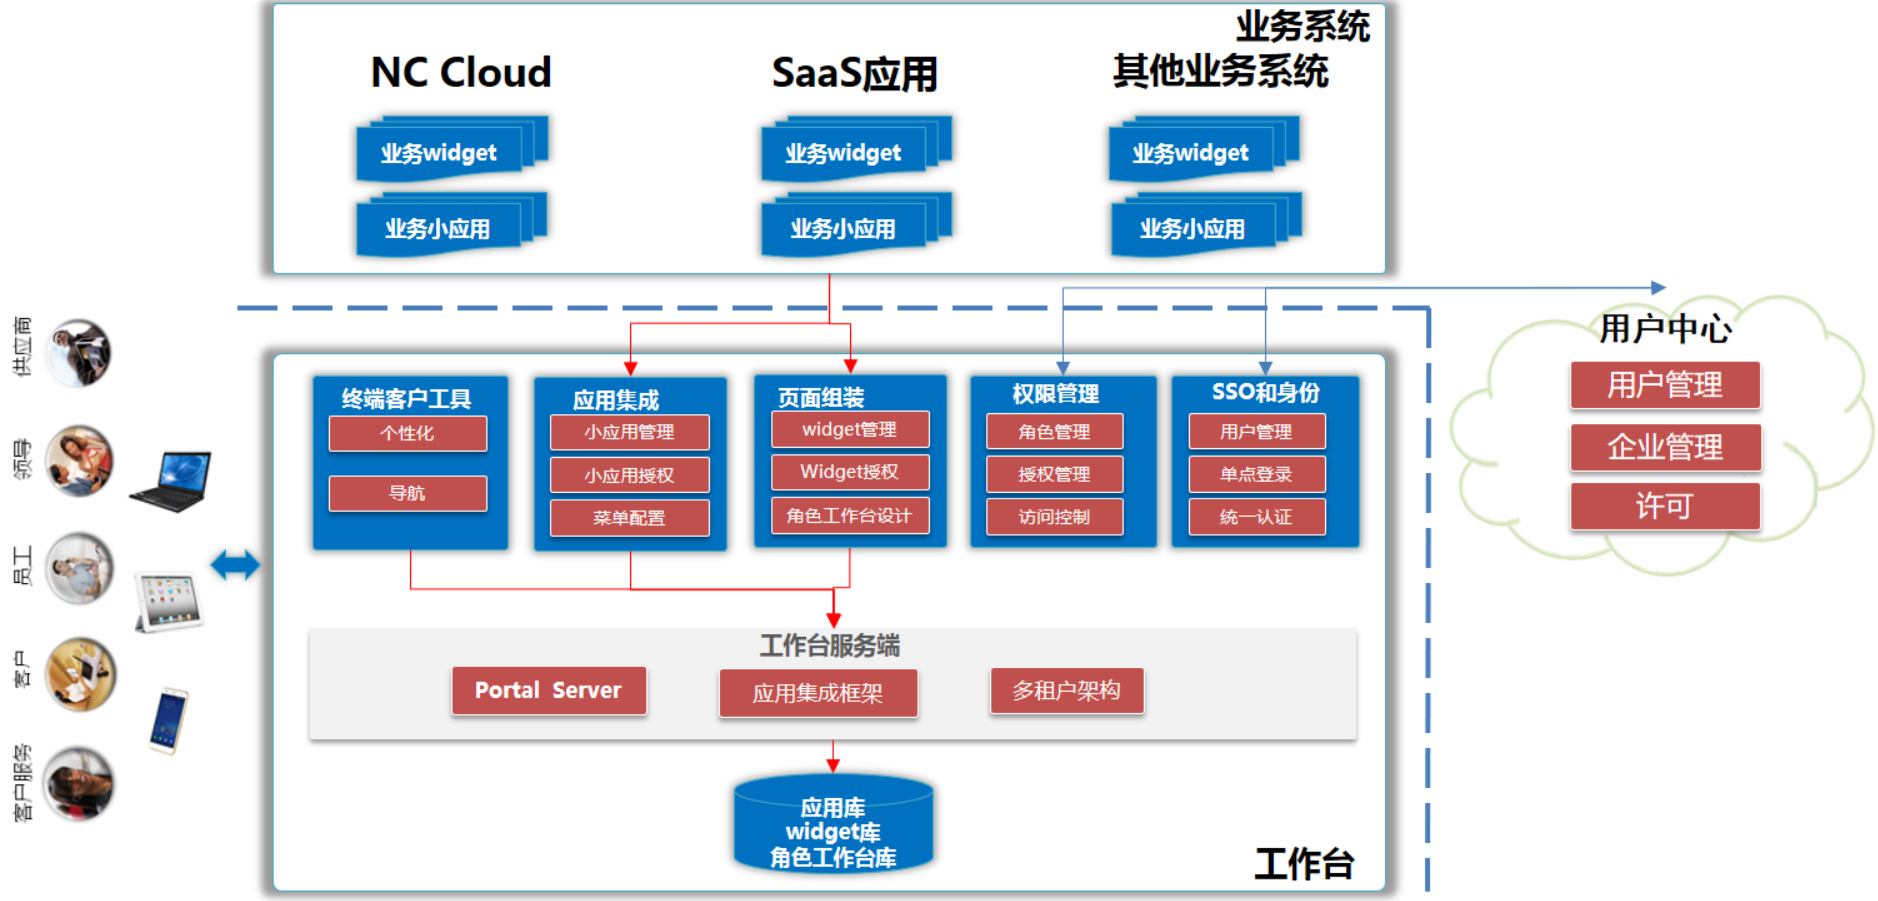 业务系统
NC Cloud
SaaS应用
其他业务系统
业务widget
业务widget
业务widget
业务小应用
业务小应用
业务小应用
供应商
领导
员工
客户
客户服务
终端客户工具
个性化
导航
应用集成
小应用管理
小应用授权
菜单配置
页面组装
widget管理
Widget授权
角色工作台设计
权限管理
角色管理
授权管理
访问控制
SSO和身份
用户管理
单点登录
统一认证
用户中心
用户管理
企业管理
许可
工作台服务端
Portal Server
应用集成框架
多租户架构
应用库
widget库
角色工作台库
工作台